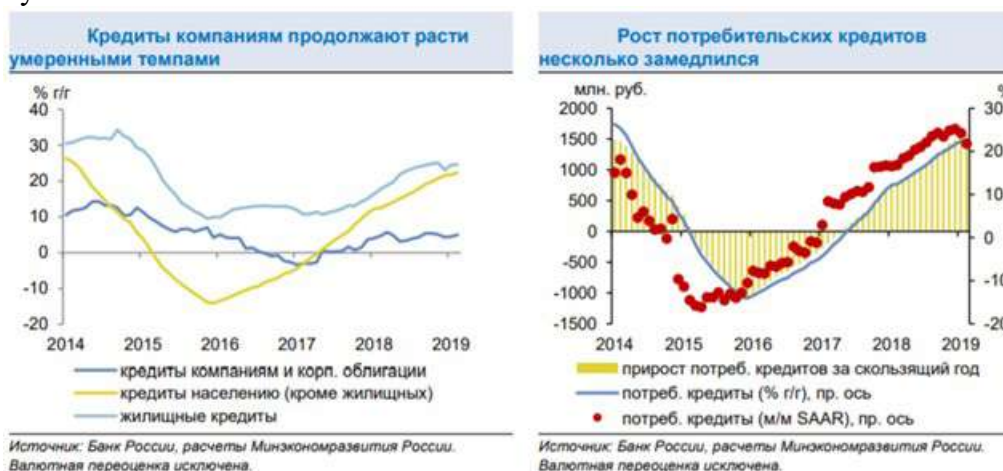 Кредиты компаниям продолжают расти
умеренными темпами
% г/г
40
30
20
10
0
-10
-20
2014 2015 2016 2017 2018 2019
кредиты компаниям и корп. облигации
кредиты населению (кроме жилищных)
жилищные кредиты
Источник: Банк России, расчеты Минэкономразвития России.
Валютная переоценка исключена.
Рост потребительских кредитов
несколько замедлился
млн. руб.
%
2000
1500
1000
500
0
-500
-1000
-1500
30
20
10
0
-10
-20
2014 2015 2016 2017 2018 2019
прирост потреб. кредитов за скользящий год
потреб. кредиты (% г/г), пр. ось
потреб. кредиты (м/м SAAR), пр. ось
Источник: Банк России, расчеты Минэкономразвития России.
Валютная переоценка исключена.